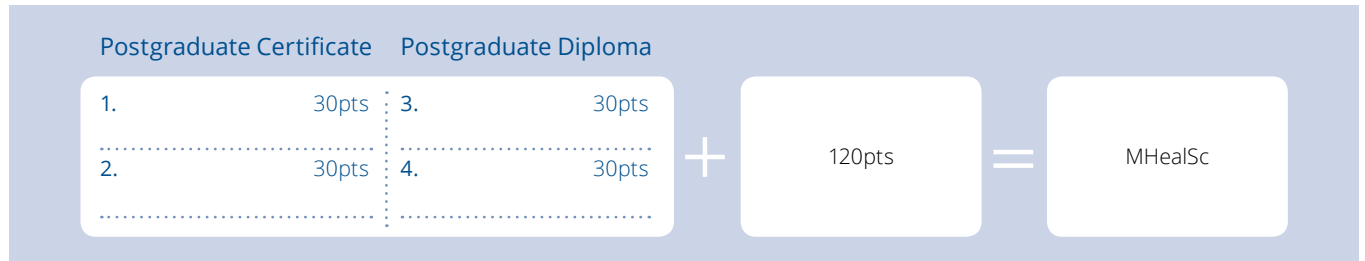 Postgraduate Certificate Postgraduate Diploma
1. 30pts 3. 30pts
2. 30pts 4. 30pts
+ 120pts = MHealSc